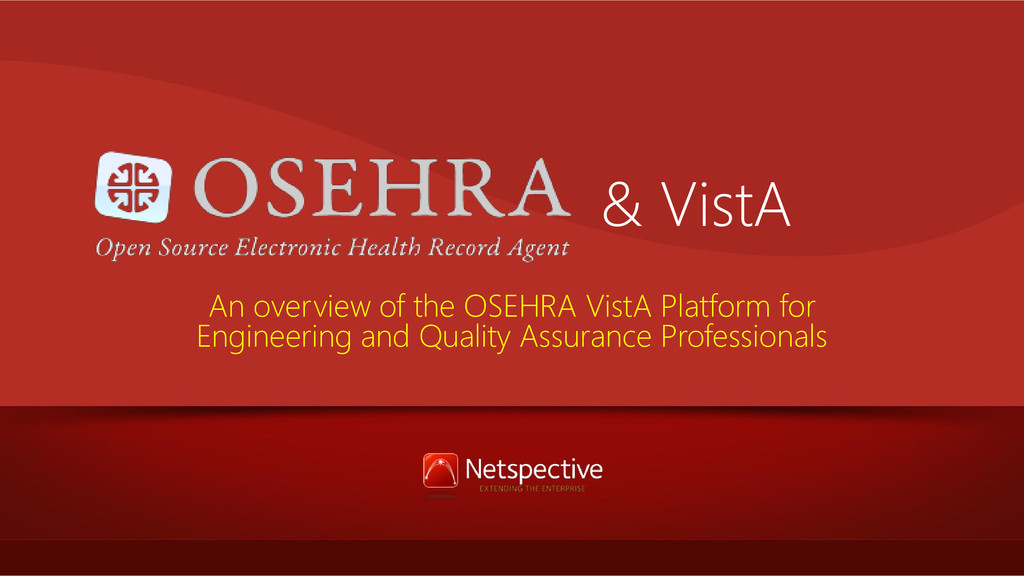 OSEHRA & VistA
Open Source Electronic Health Record Agent
An overview of the OSEHRA VistA Platform for
Engineering and Quality Assurance Professionals
Netspective
EXTENDING THE ENTERPRISE